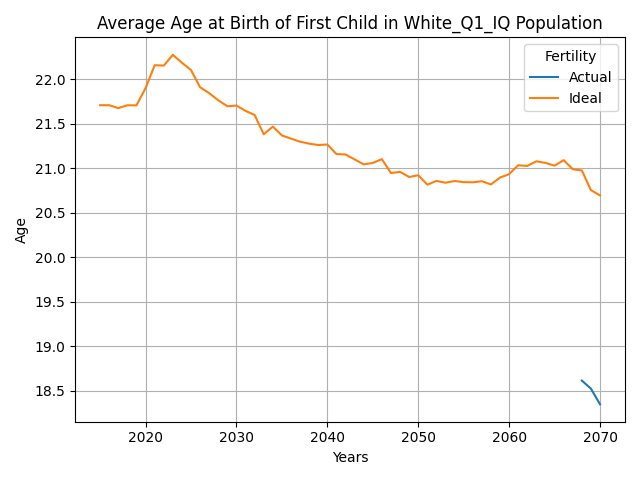 Average Age at Birth of First Child in White_Q1_IQ Population
Fertility
Actual
Ideal
22.0
21.5
21.0
20.5
20.0
19.5
19.0
18.5
Age
2020 2030 2040 2050 2060 2070
Years